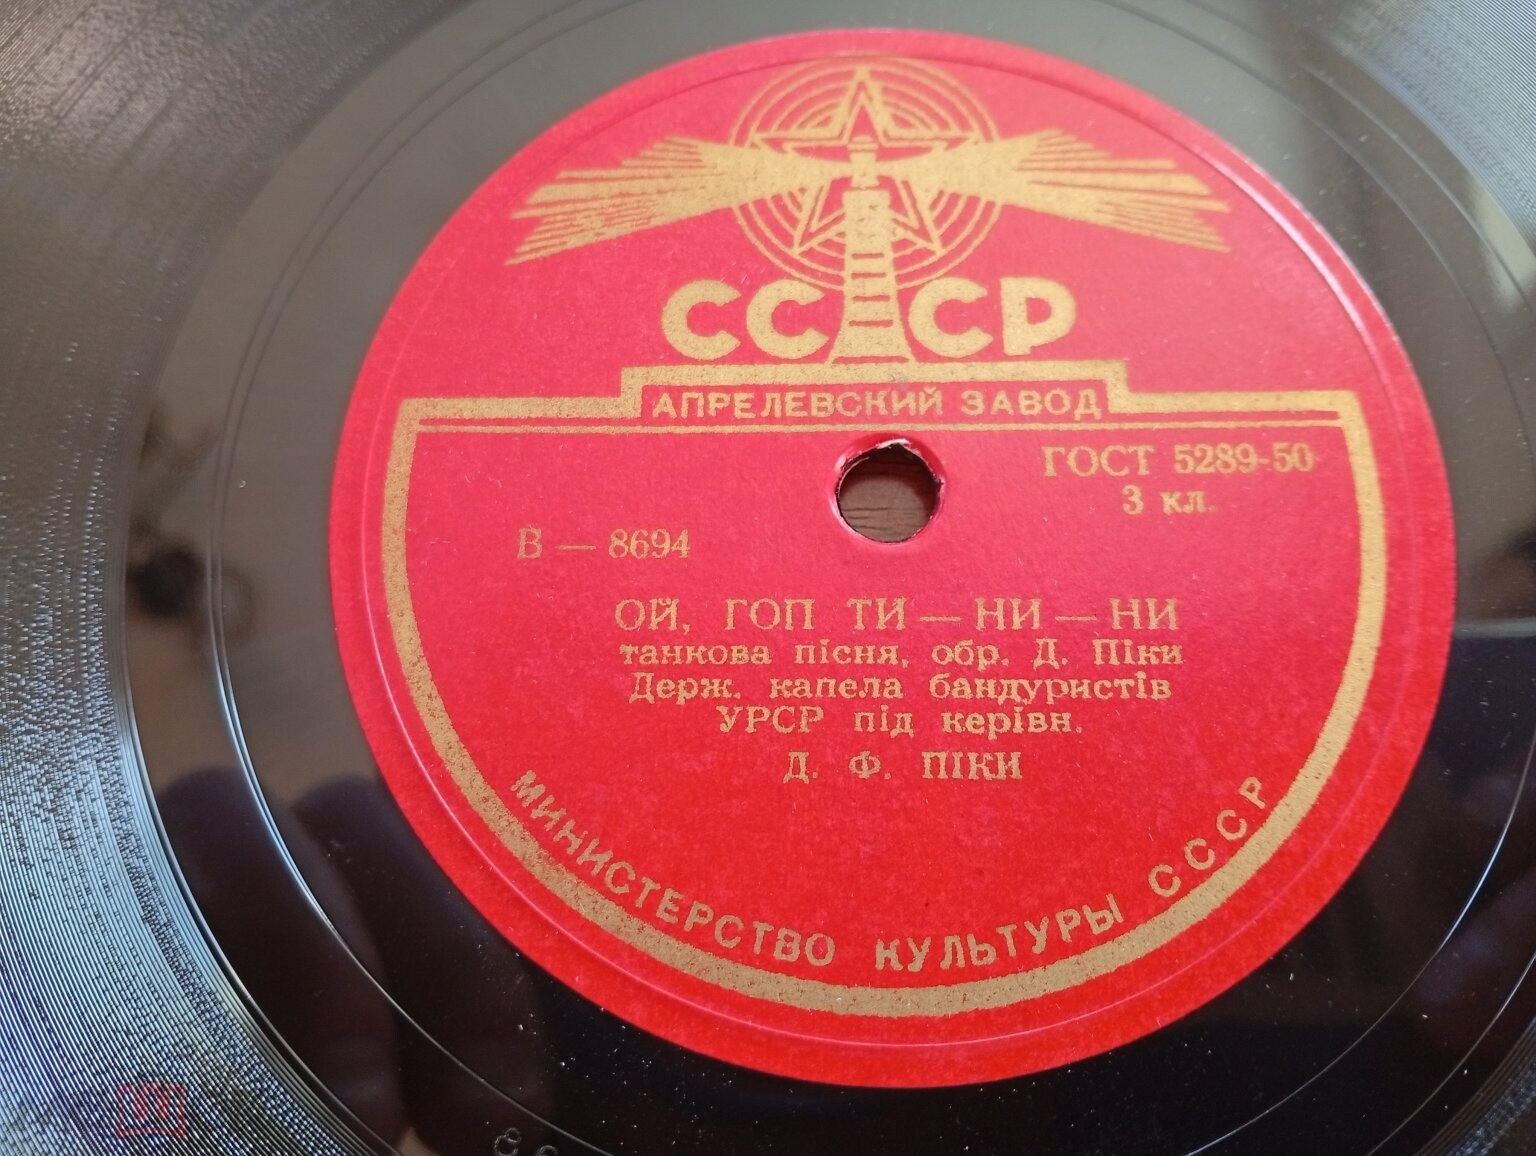 СССР
АПРЕЛЕВСКИЙ ЗАВОД
ГОСТ 5289-50
3 кл.
В — 8694
ОЙ, ГОП ТИ — НИ — НИ
танкова пісня, обр. Д. Піки
Держ. капела бандуристів
УРСР під керівн.
Д. Ф. ПІКИ
МИНИСТЕРСТВО КУЛЬТУРЫ СССР